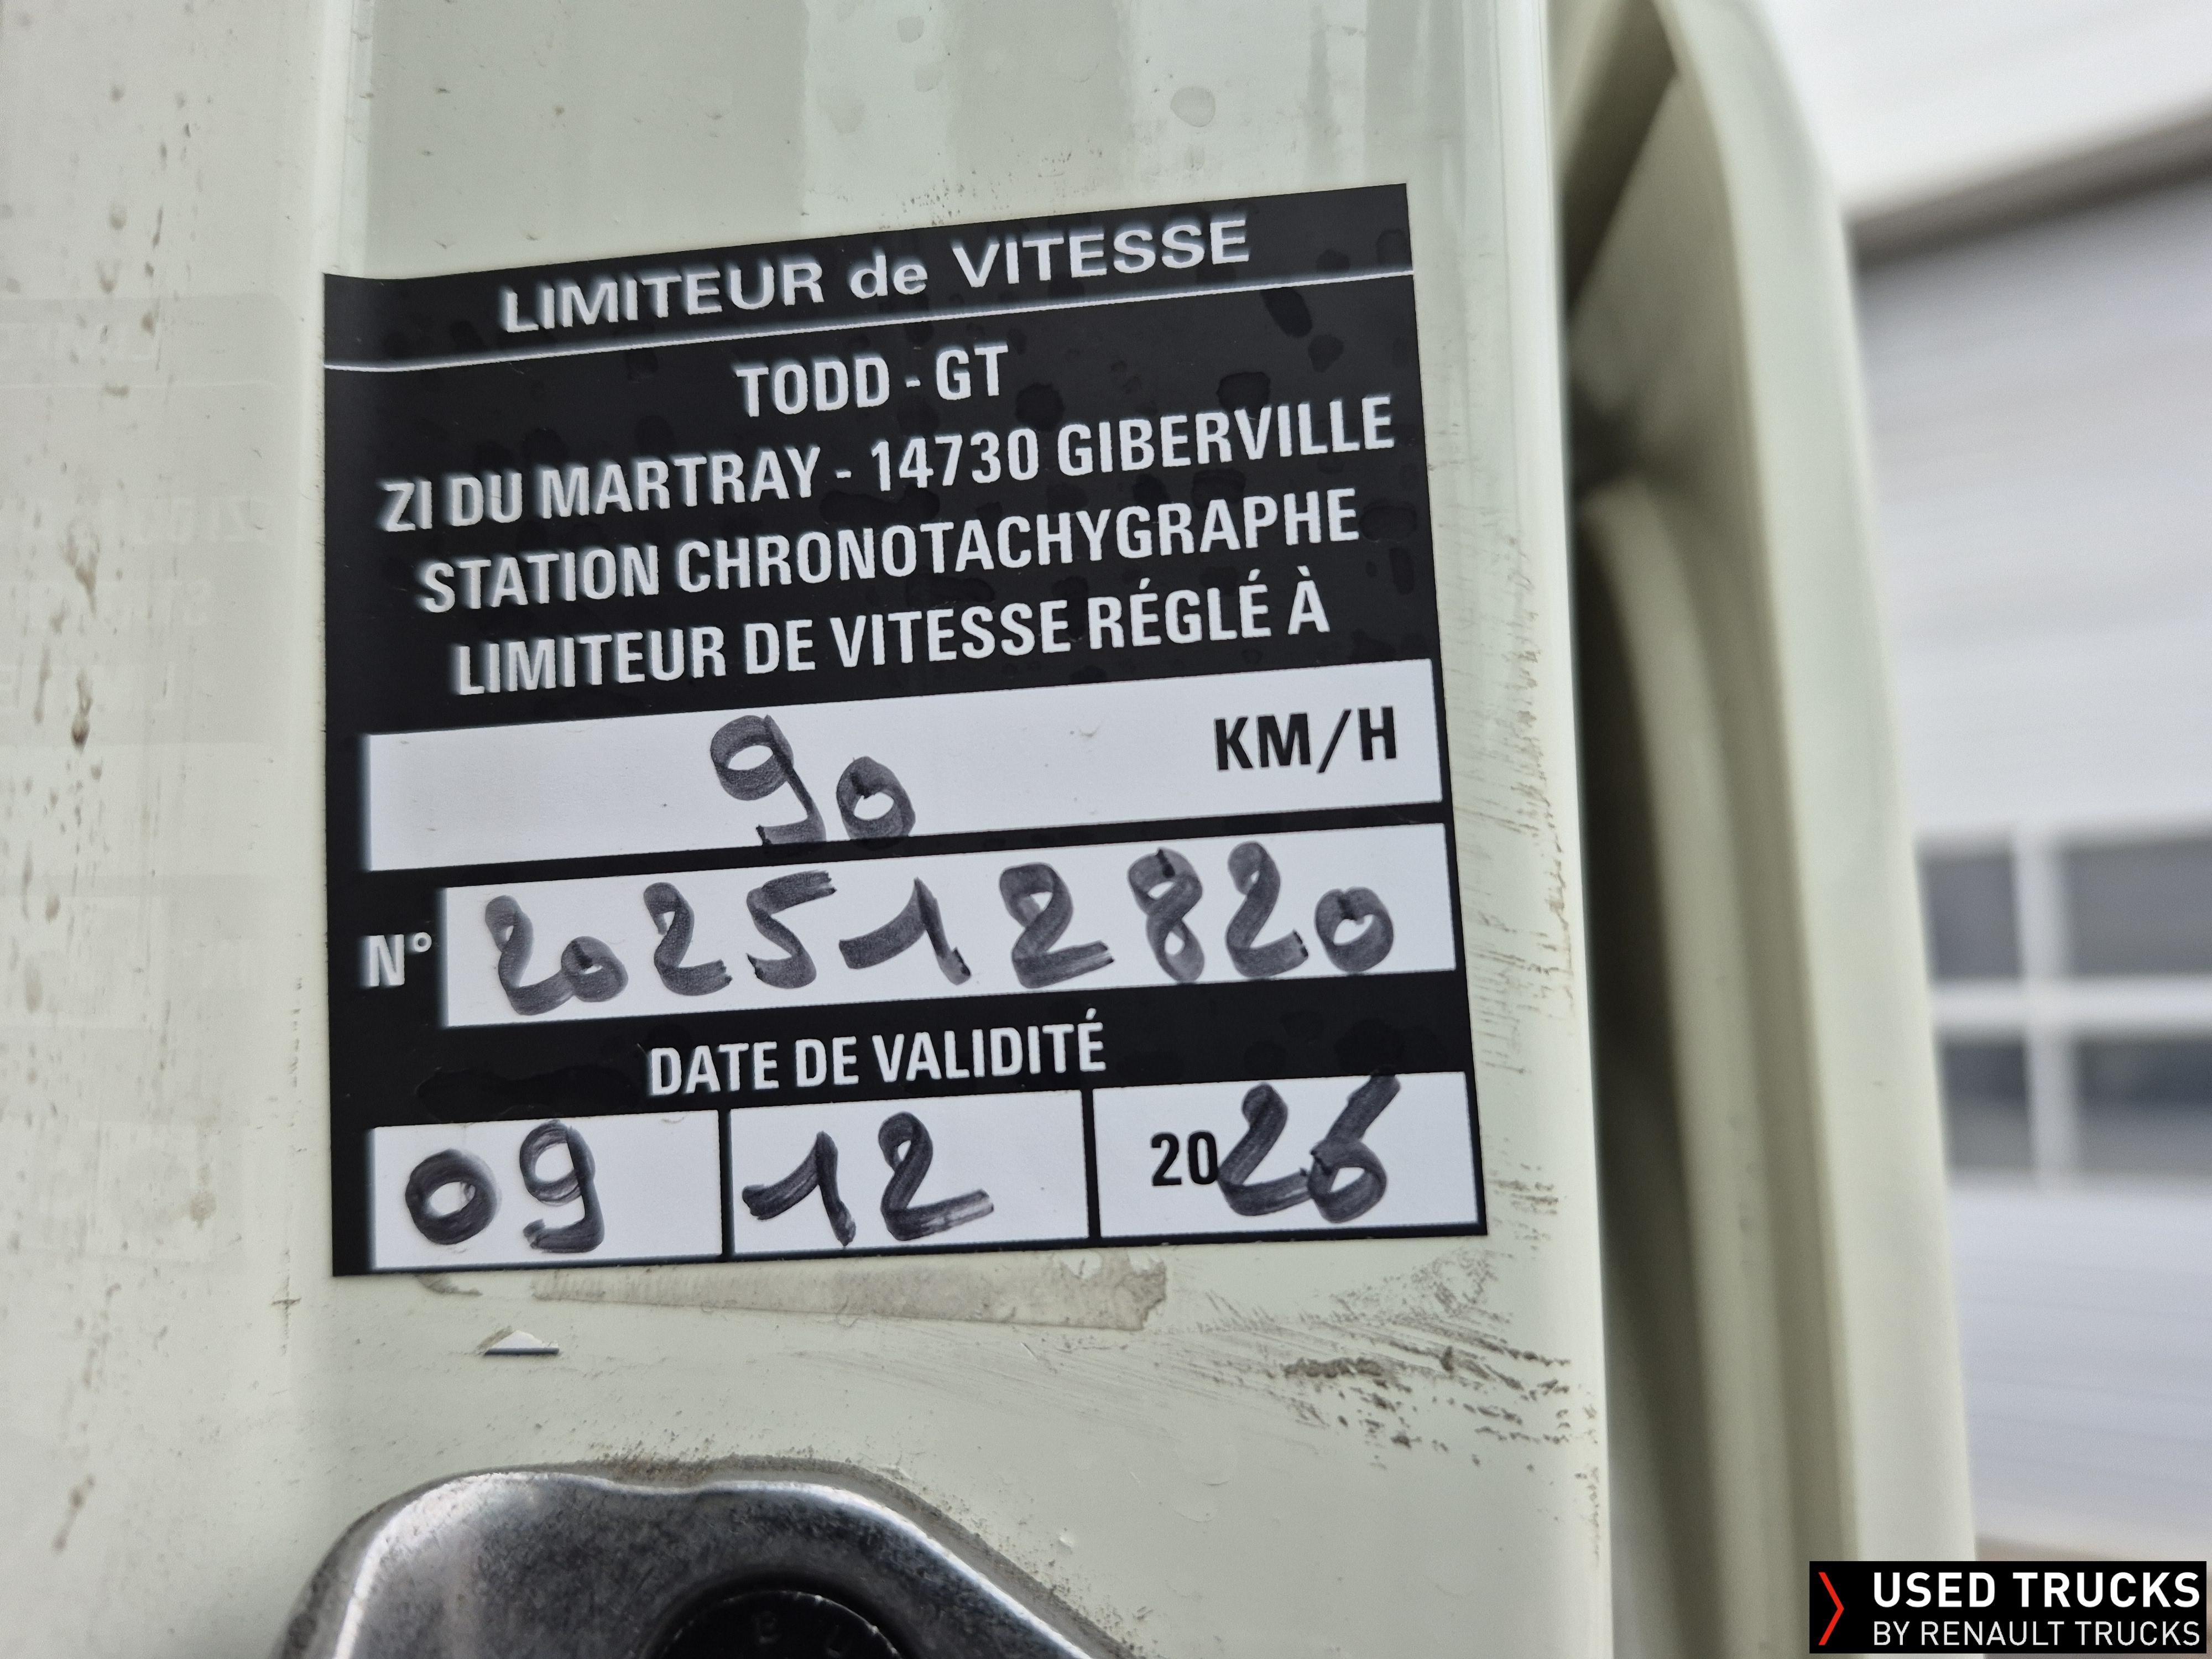 LIMITEUR de VITESSE
TODD - GT
ZI DU MARTRAY - 14730 GIBERVILLE
STATION CHRONOTACHYGRAPHE
LIMITEUR DE VITESSE RÉGLÉ À
90 KM/H
N° 202512820
DATE DE VALIDITÉ
09 12 2026
USED TRUCKS
BY RENAULT TRUCKS